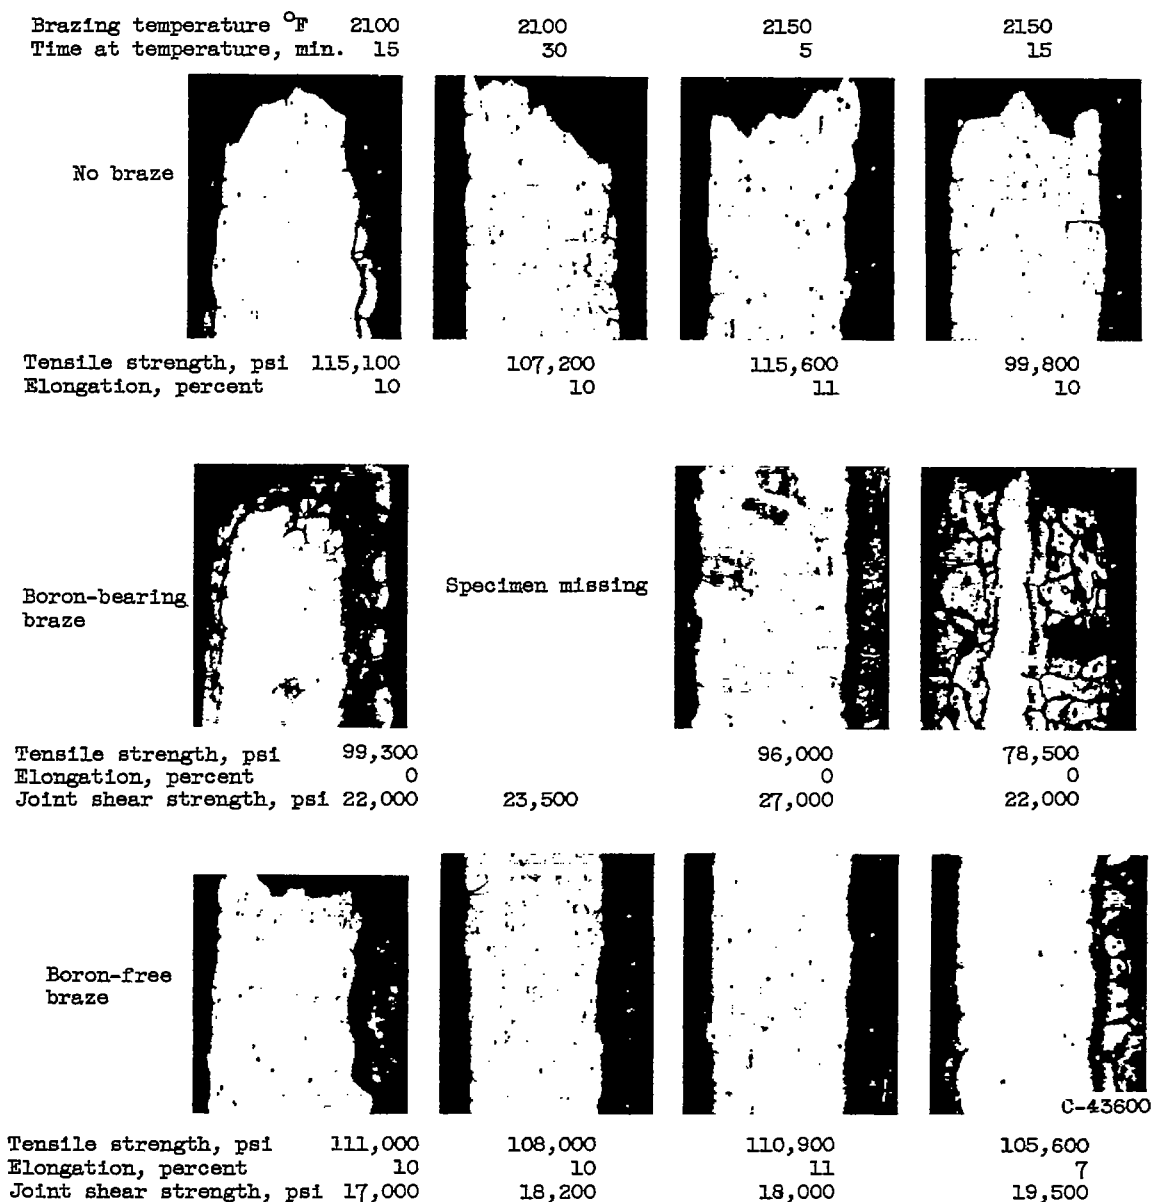 Brazing temperature °F 2100 2100 2150 2150
Time at temperature, min. 15 30 5 15
No braze
Tensile strength, psi 115,100 107,200 115,600 99,800
Elongation, percent 10 10 11 10
Boron-bearing
braze
Specimen missing
Tensile strength, psi 99,300 96,000 78,500
Elongation, percent 0 0 0
Joint shear strength, psi 22,000 23,500 27,000 22,000
Boron-free
braze
C-43600
Tensile strength, psi 111,000 108,000 110,900 105,600
Elongation, percent 10 10 11 7
Joint shear strength, psi 17,000 18,200 18,000 19,500